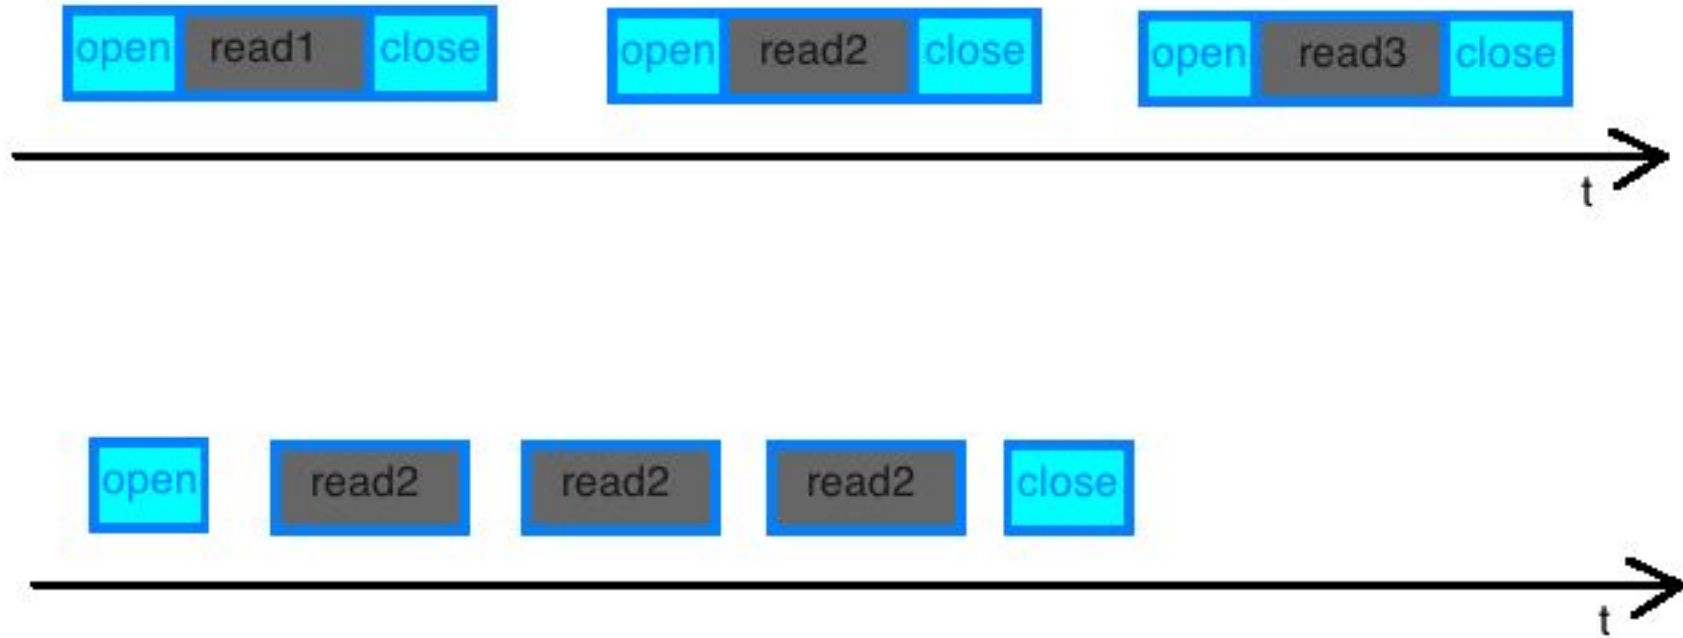 open read1 close open read2 close open read3 close
t
open read2 read2 read2 close
t